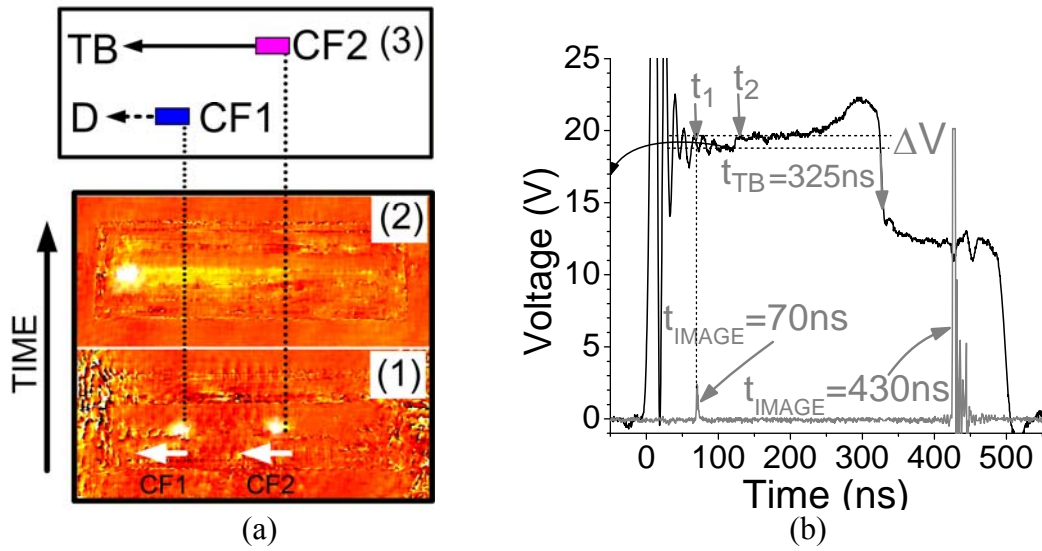 TB CF2 (3)
D CF1
TIME
(2)
(1)
CF1 CF2
(a)
Voltage (V)
25
20
15
10
5
0
t1 t2
ΔV
tTB=325ns
tIMAGE=70ns
tIMAGE=430ns
0 100 200 300 400 500
Time (ns)
(b)